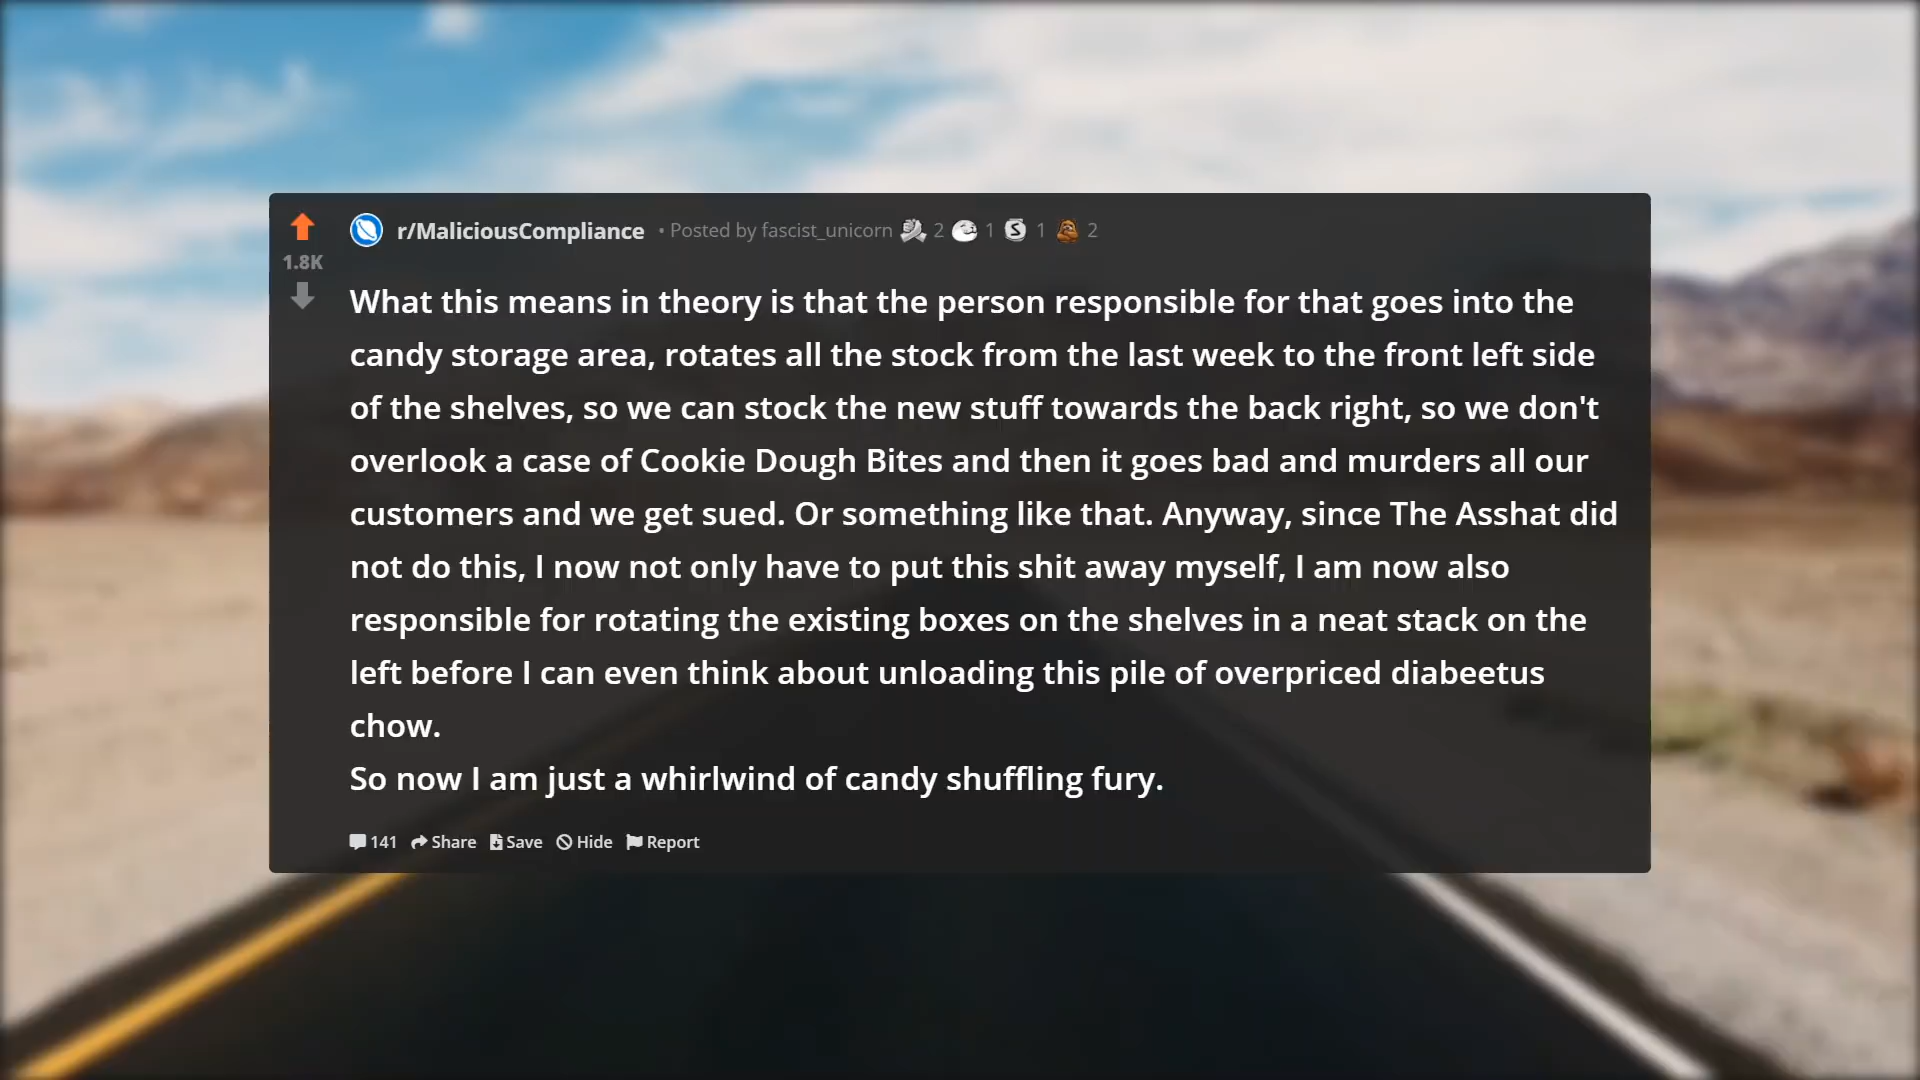 r/MaliciousCompliance • Posted by fascist_unicorn 2 1 S 1 2
1.8K
What this means in theory is that the person responsible for that goes into the
candy storage area, rotates all the stock from the last week to the front left side
of the shelves, so we can stock the new stuff towards the back right, so we don't
overlook a case of Cookie Dough Bites and then it goes bad and murders all our
customers and we get sued. Or something like that. Anyway, since The Asshat did
not do this, I now not only have to put this shit away myself, I am now also
responsible for rotating the existing boxes on the shelves in a neat stack on the
left before I can even think about unloading this pile of overpriced diabeetus
chow.
So now I am just a whirlwind of candy shuffling fury.
141 Share Save Hide Report